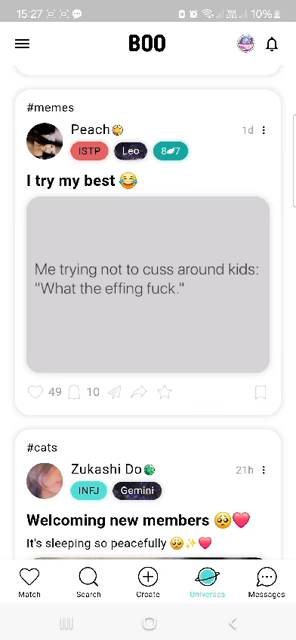 15:27
10%
BOO
#memes
Peach
1d
ISTP
Leo
8 7
I try my best 😂
Me trying not to cuss around kids:
"What the effing fuck."
49
10
#cats
Zukashi Do
21h
INFJ
Gemini
Welcoming new members 🥺❤️
It's sleeping so peacefully 🥺✨❤️
Match
Search
Create
Universes
Messages